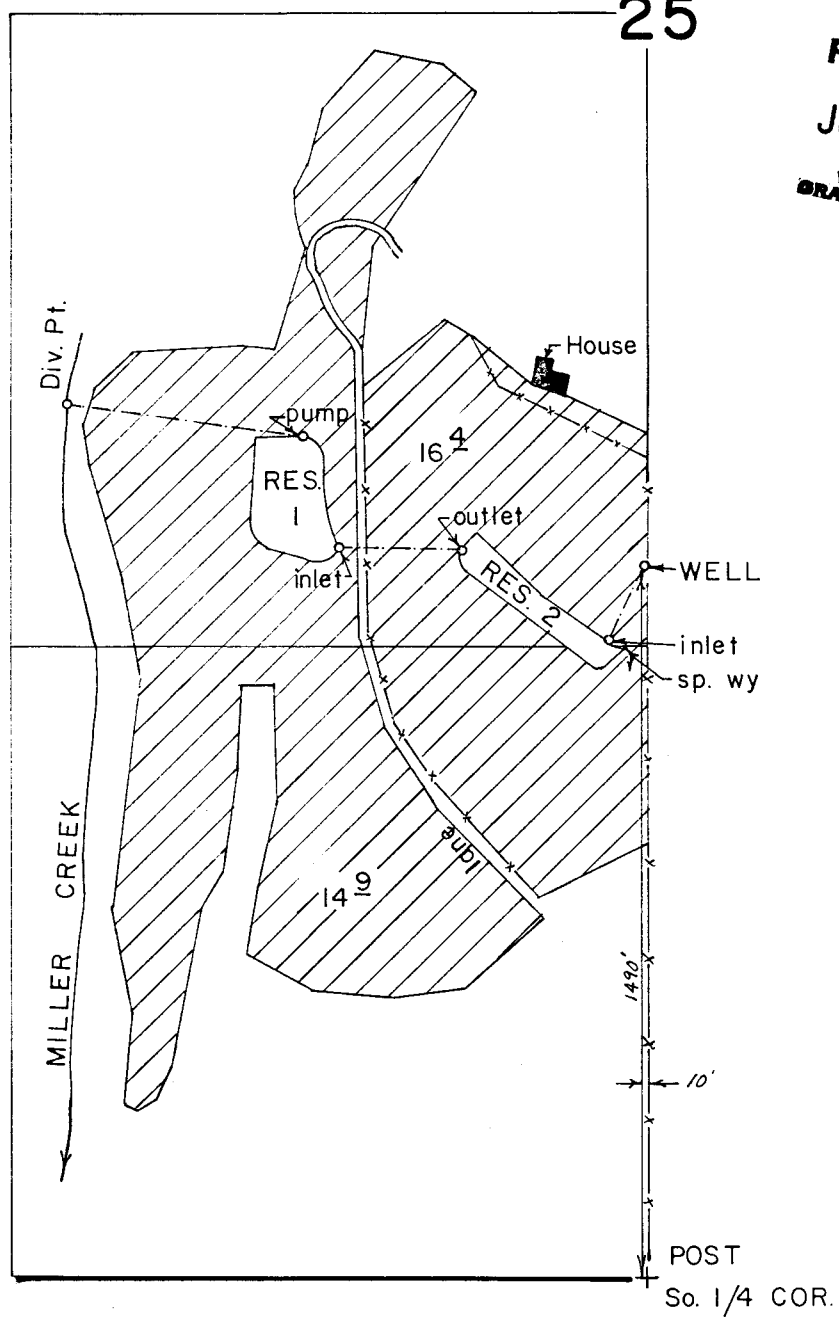 25
J
GRA
Div. Pt.
House
pump
16 4
RES.
1
outlet
inlet
RES. 2
WELL
inlet
sp. wy
lane
14 9
MILLER CREEK
1490'
10'
POST
So. 1/4 COR.